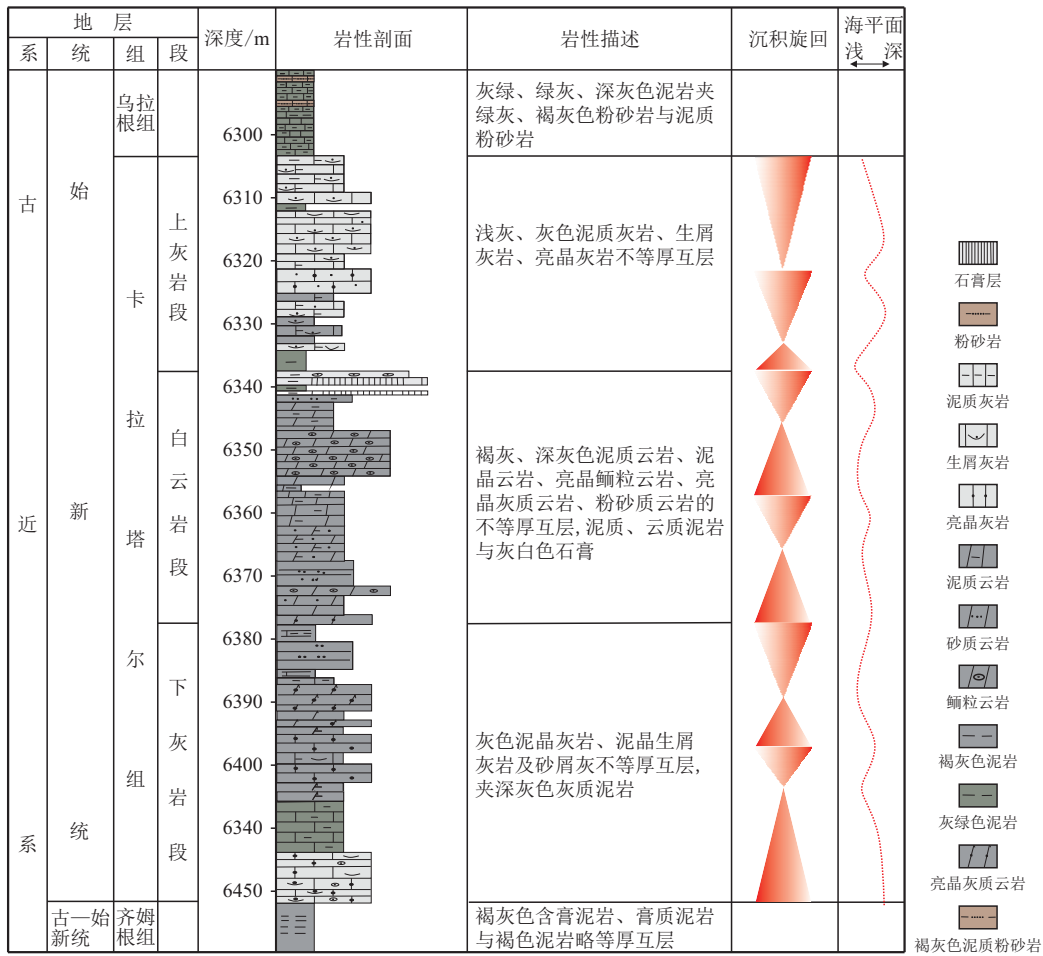 地 层
系 统 组 段
深度/m
岩性剖面
岩性描述
沉积旋回
海平面
浅 深
古近系
始新统
古—始
新统
乌拉
根组
卡拉塔尔组
齐姆
根组
上灰岩段
白云岩段
下灰岩段
6300
6310
6320
6330
6340
6350
6360
6370
6380
6390
6400
6340
6450
灰绿、绿灰、深灰色泥岩夹
绿灰、褐灰色粉砂岩与泥质
粉砂岩
浅灰、灰色泥质灰岩、生屑
灰岩、亮晶灰岩不等厚互层
褐灰、深灰色泥质云岩、泥
晶云岩、亮晶鲕粒云岩、亮
晶灰质云岩、粉砂质云岩的
不等厚互层,泥质、云质泥岩
与灰白色石膏
灰色泥晶灰岩、泥晶生屑
灰岩及砂屑灰不等厚互层,
夹深灰色灰质泥岩
褐灰色含膏泥岩、膏质泥岩
与褐色泥岩略等厚互层
石膏层
粉砂岩
泥质灰岩
生屑灰岩
亮晶灰岩
泥质云岩
砂质云岩
鲕粒云岩
褐灰色泥岩
灰绿色泥岩
亮晶灰质云岩
褐灰色泥质粉砂岩